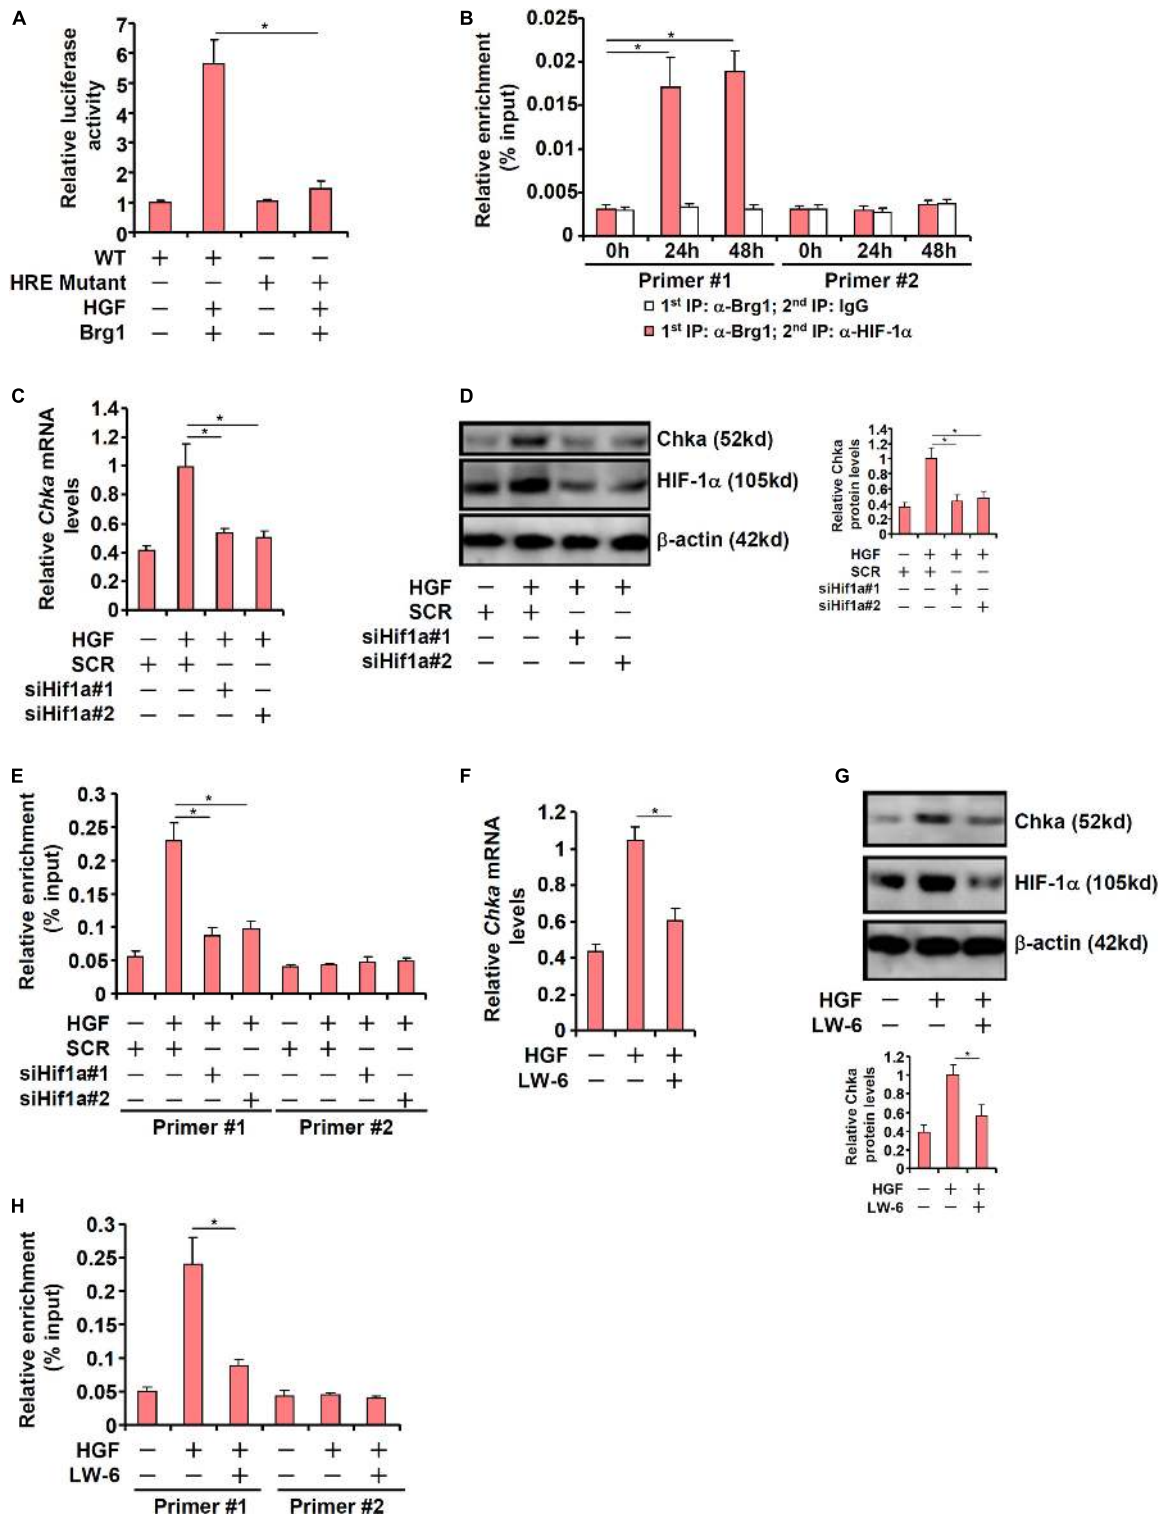 A
Relative luciferase
activity
7
6
5
4
3
2
1
0
*
WT + + − −
HRE Mutant − − + +
HGF − + − +
Brg1 − + − +
B
Relative enrichment
(% input)
0.025
0.02
0.015
0.01
0.005
0
*
*
0h 24h 48h 0h 24h 48h
Primer #1 Primer #2
1st IP: α-Brg1; 2nd IP: IgG
1st IP: α-Brg1; 2nd IP: α-HIF-1α
C
Relative Chka mRNA
levels
1.4
1.2
1
0.8
0.6
0.4
0.2
0
*
*
HGF − + + +
SCR + + − −
siHif1a#1 − − + −
siHif1a#2 − − − +
D
Chka (52kd)
HIF-1α (105kd)
β-actin (42kd)
HGF − + + +
SCR + + − −
siHif1a#1 − − + −
siHif1a#2 − − − +
Relative Chka
protein levels
1.4
1.2
1
0.8
0.6
0.4
0.2
0
*
*
HGF − + + +
SCR + + − −
siHif1a#1 − − + −
siHif1a#2 − − − +
E
Relative enrichment
(% input)
0.3
0.25
0.2
0.15
0.1
0.05
0
*
*
HGF − + + + − + + +
SCR + + − − + + − −
siHif1a#1 − − + − − − + −
siHif1a#2 − − − + − − − +
Primer #1 Primer #2
F
Relative Chka mRNA
levels
1.2
1
0.8
0.6
0.4
0.2
0
*
HGF − + +
LW-6 − − +
G
Chka (52kd)
HIF-1α (105kd)
β-actin (42kd)
HGF − + +
LW-6 − − +
Relative Chka
protein levels
1.2
1
0.8
0.6
0.4
0.2
0
*
HGF − + +
LW-6 − − +
H
Relative enrichment
(% input)
0.3
0.25
0.2
0.15
0.1
0.05
0
*
HGF − + + − + +
LW-6 − − + − − +
Primer #1 Primer #2